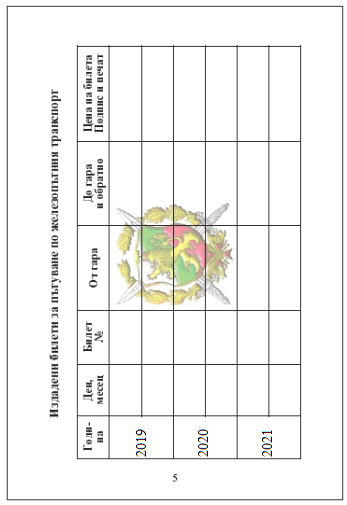 Издадени билети за пътуване по железопътния транспорт
Годи-
на
Ден,
месец
Билет
№
От гара
До гара
и обратно
Цена на билета
Подпис и печат
2019
2020
2021
5